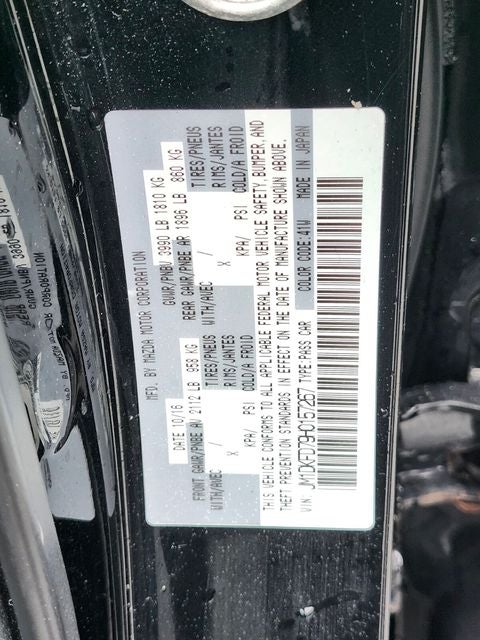 MFD. BY MAZDA MOTOR CORPORATION
DATE 10/16 GVWR/PNBV 3990 LB 1810 KG
FRONT GAWR/PNBE AV 2112 LB 958 KG REAR GAWR/PNBE AR 1896 LB 860 KG
WITH/AVEC TIRES/PNEUS WITH/AVEC TIRES/PNEUS
/ RIMS/JANTES / RIMS/JANTES
X KPA/ PSI COLD/A FROID X KPA/ PSI COLD/A FROID
THIS VEHICLE CONFORMS TO ALL APPLICABLE FEDERAL MOTOR VEHICLE SAFETY, BUMPER, AND
THEFT PREVENTION STANDARDS IN EFFECT ON THE DATE OF MANUFACTURE SHOWN ABOVE.
VIN: JM1DKFD79H0157267 TYPE:PASS CAR COLOR CODE:41W MADE IN JAPAN